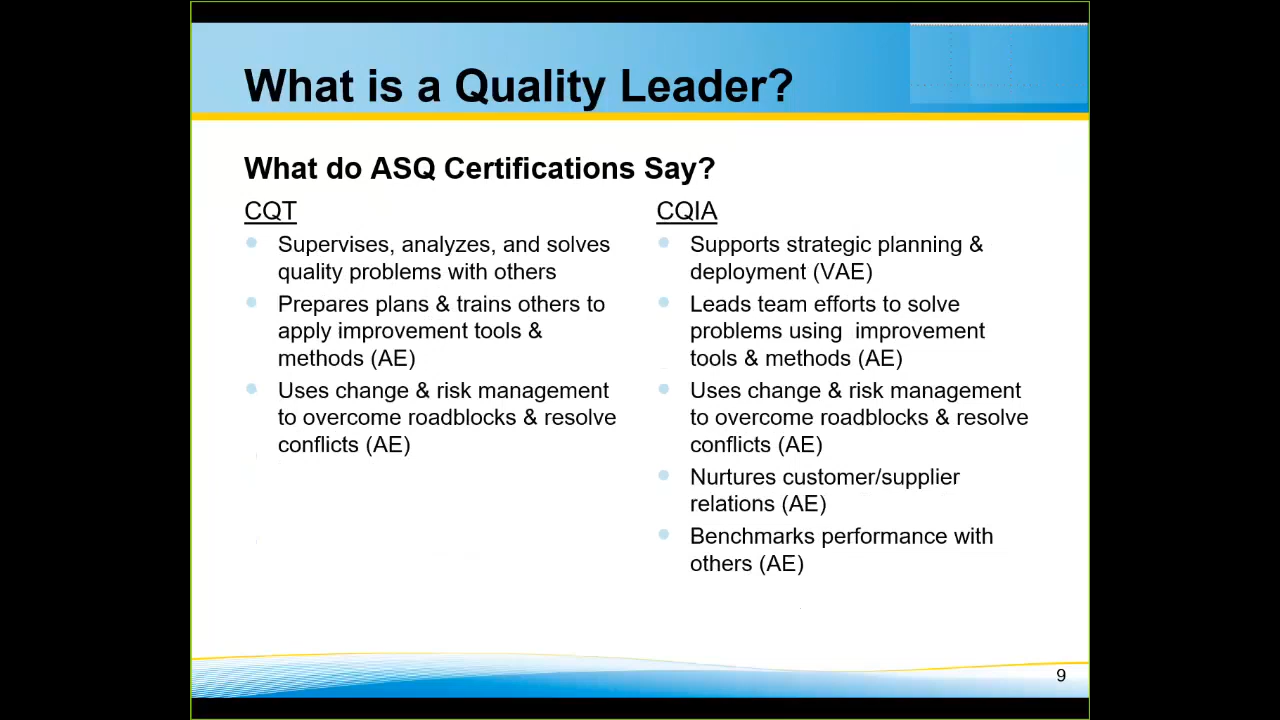 What is a Quality Leader?
What do ASQ Certifications Say?
CQT
Supervises, analyzes, and solves
quality problems with others
Prepares plans & trains others to
apply improvement tools &
methods (AE)
Uses change & risk management
to overcome roadblocks & resolve
conflicts (AE)
CQIA
Supports strategic planning &
deployment (VAE)
Leads team efforts to solve
problems using  improvement
tools & methods (AE)
Uses change & risk management
to overcome roadblocks & resolve
conflicts (AE)
Nurtures customer/supplier
relations (AE)
Benchmarks performance with
others (AE)
9